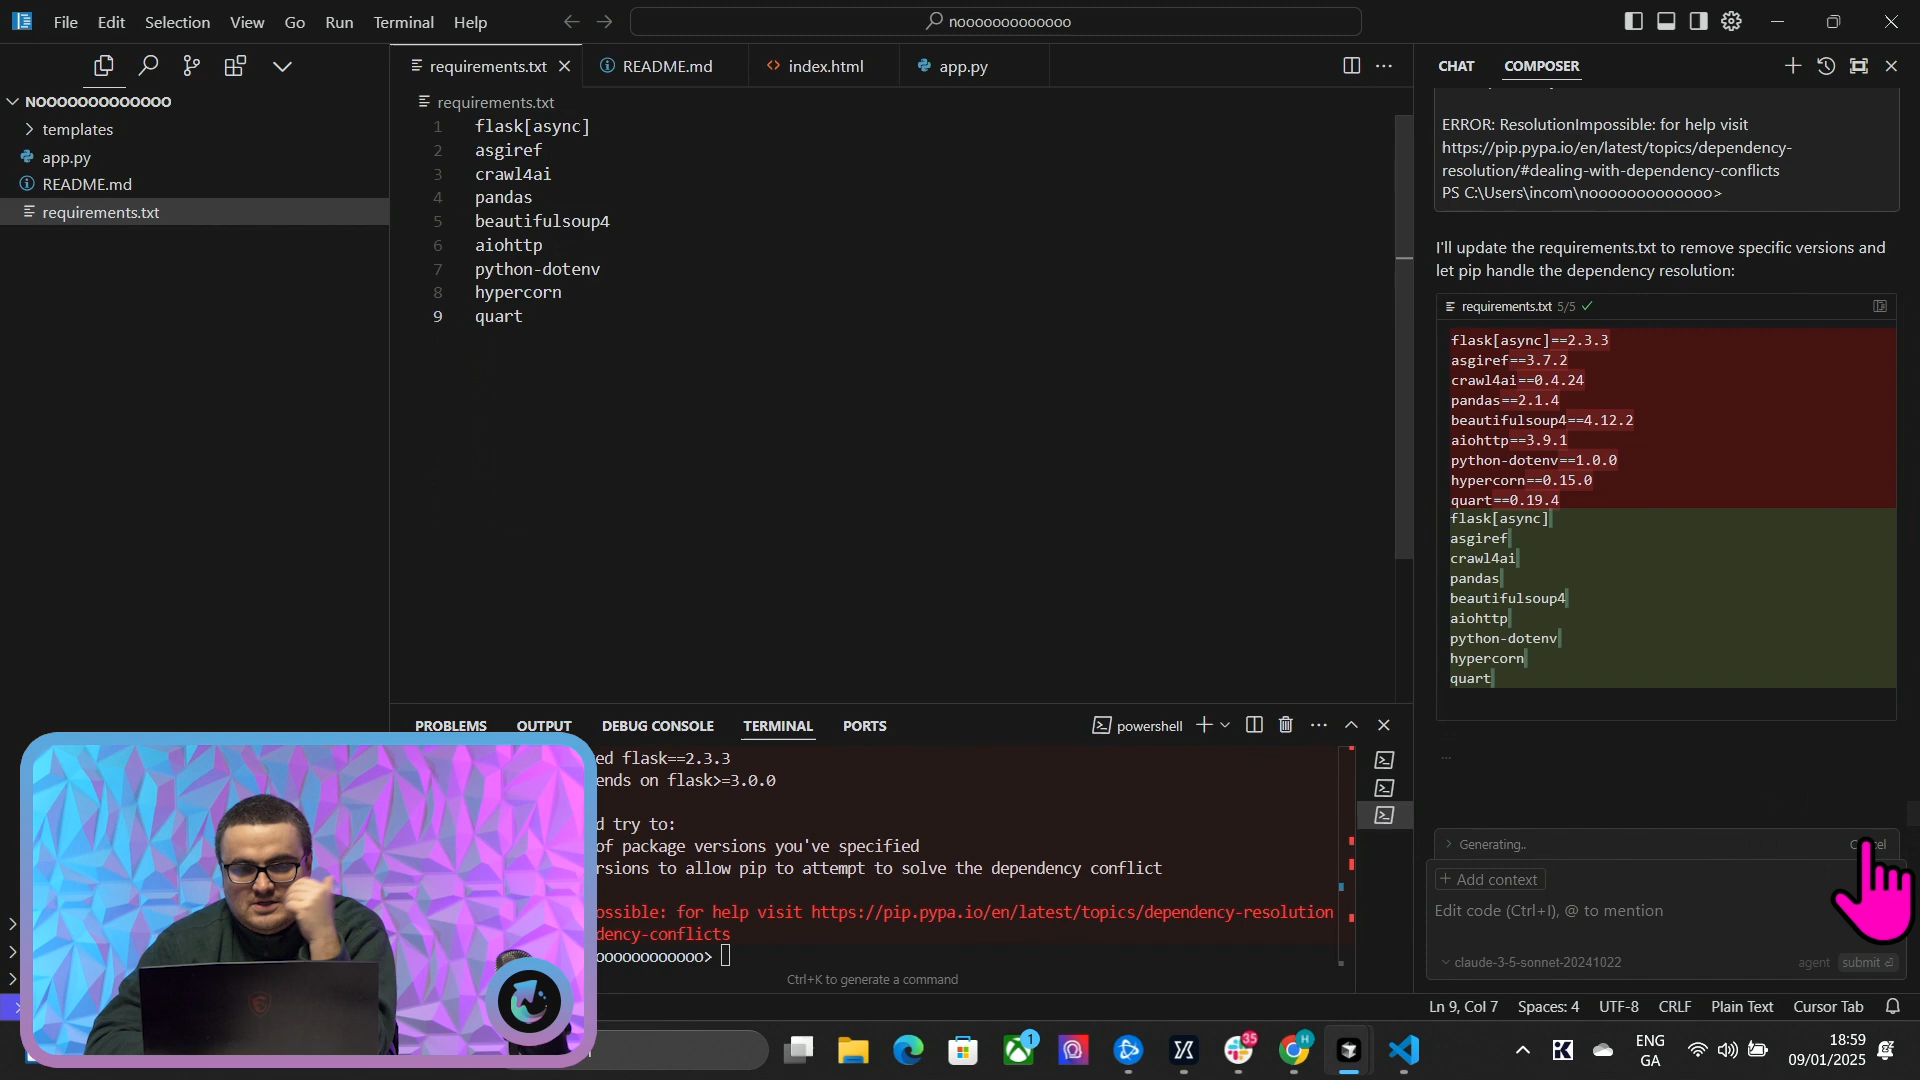 File Edit Selection View Go Run Terminal Help
nooooooooooooo
NOOOOOOOOOOOOO
templates
app.py
README.md
requirements.txt
requirements.txt
README.md
index.html
app.py
requirements.txt
1 flask[async]
2 asgiref
3 crawl4ai
4 pandas
5 beautifulsoup4
6 aiohttp
7 python-dotenv
8 hypercorn
9 quart
PROBLEMS OUTPUT DEBUG CONSOLE TERMINAL PORTS
powershell
ed flask==2.3.3
ends on flask>=3.0.0
d try to:
of package versions you've specified
rsions to allow pip to attempt to solve the dependency conflict
ossible: for help visit https://pip.pypa.io/en/latest/topics/dependency-resolution
dency-conflicts
oooooooooooo>
Ctrl+K to generate a command
CHAT COMPOSER
ERROR: ResolutionImpossible: for help visit
https://pip.pypa.io/en/latest/topics/dependency-
resolution/#dealing-with-dependency-conflicts
PS C:\Users\incom\nooooooooooooo>
I'll update the requirements.txt to remove specific versions and
let pip handle the dependency resolution:
requirements.txt 5/5
flask[async]==2.3.3
asgiref==3.7.2
crawl4ai==0.4.24
pandas==2.1.4
beautifulsoup4==4.12.2
aiohttp==3.9.1
python-dotenv==1.0.0
hypercorn==0.15.0
quart==0.19.4
flask[async]
asgiref
crawl4ai
pandas
beautifulsoup4
aiohttp
python-dotenv
hypercorn
quart
...
Generating..
+ Add context
Edit code (Ctrl+I), @ to mention
claude-3-5-sonnet-20241022
agent submit
Ln 9, Col 7 Spaces: 4 UTF-8 CRLF Plain Text Cursor Tab
1
35
H
ENG
GA
18:59
09/01/2025